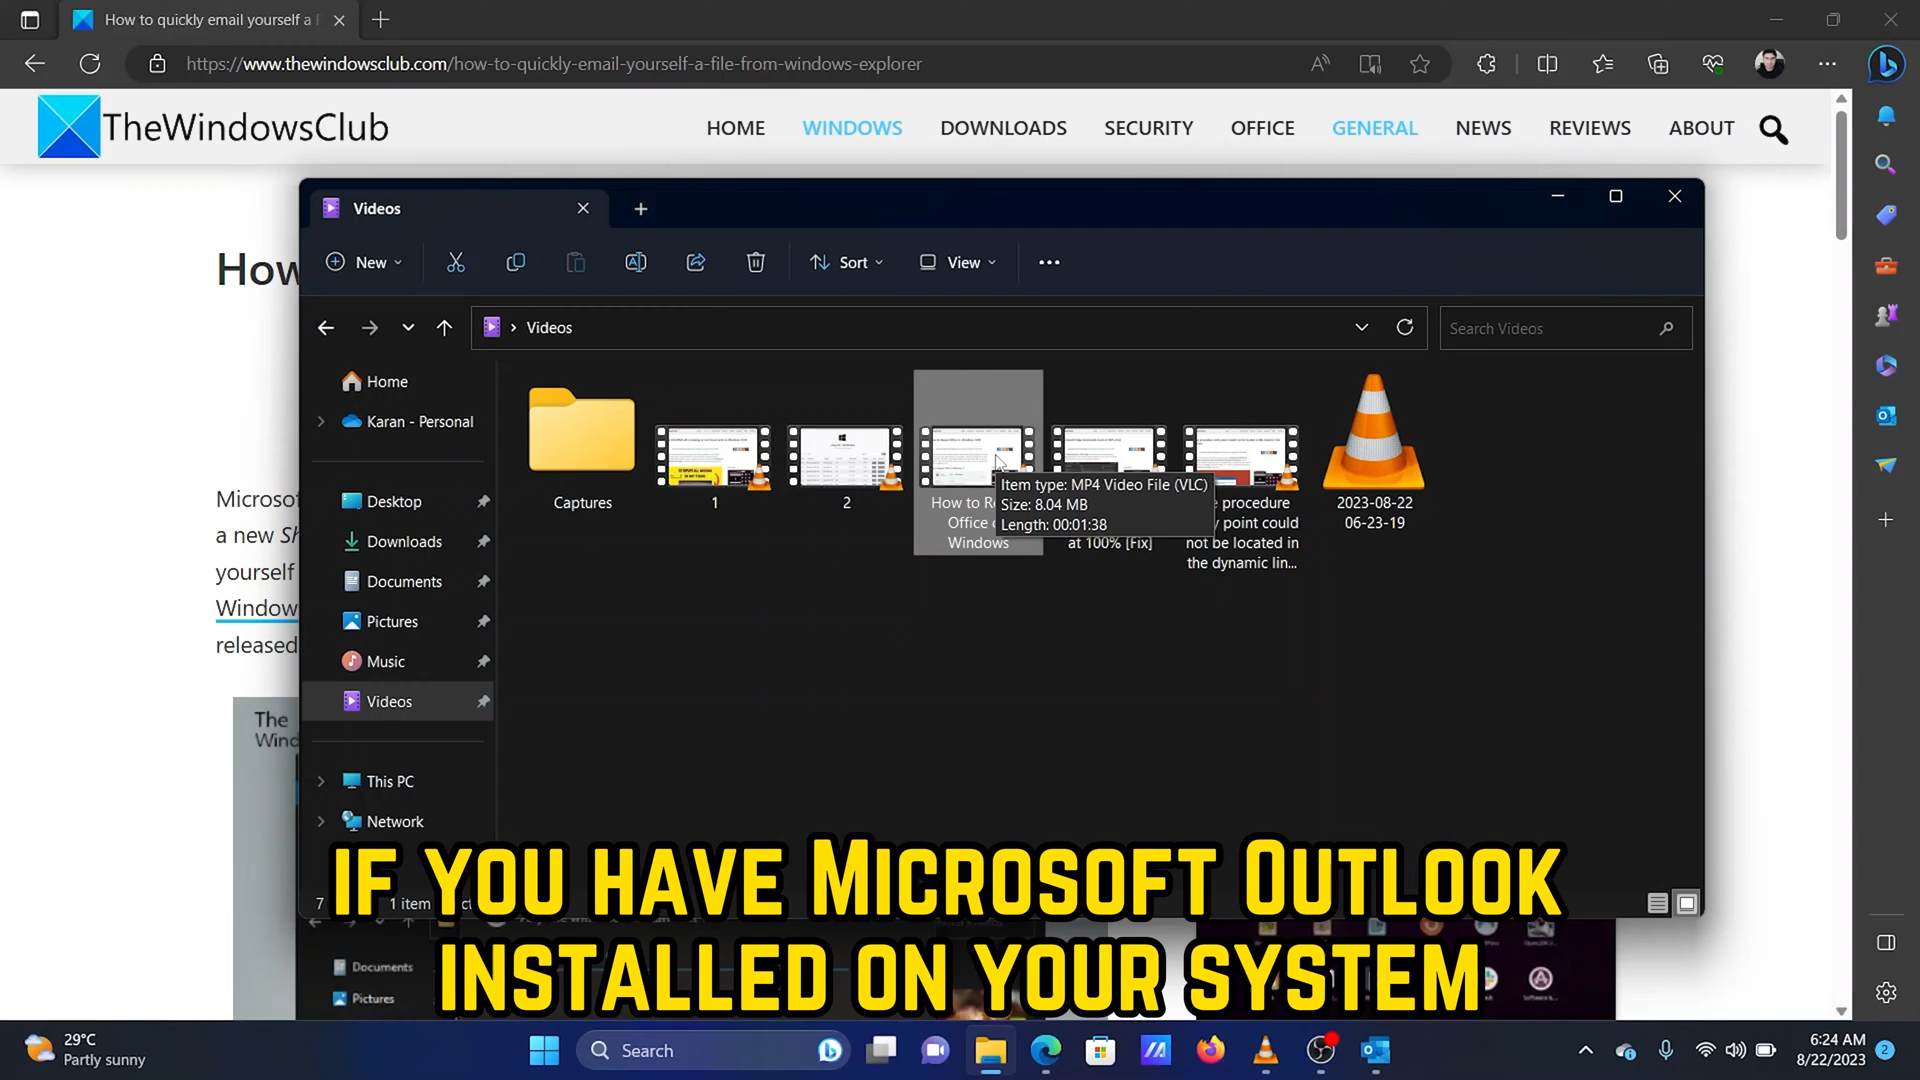 How to quickly email yourself a F
https://www.thewindowsclub.com/how-to-quickly-email-yourself-a-file-from-windows-explorer
TheWindowsClub
HOME
WINDOWS
DOWNLOADS
SECURITY
OFFICE
GENERAL
NEWS
REVIEWS
ABOUT
How
Videos
New
Sort
View
Videos
Search Videos
Home
Karan - Personal
Desktop
Downloads
Documents
Pictures
Music
Videos
This PC
Network
Captures
1
2
How to R
Office
Windows
Item type: MP4 Video File (VLC)
Size: 8.04 MB
Length: 00:01:38
at 100% [Fix]
procedure
point could
not be located in
the dynamic lin...
2023-08-22
06-23-19
Microsof
a new Sh
yourself
Window
released
The
Wind
7
1 item
IF YOU HAVE MICROSOFT OUTLOOK
INSTALLED ON YOUR SYSTEM
Documents
Pictures
29°C
Partly sunny
Search
6:24 AM
8/22/2023
2